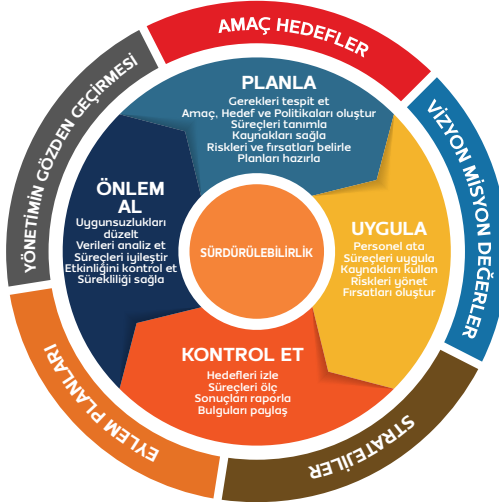 AMAÇ HEDEFLER
VİZYON MİSYON DEĞERLER
STRATEJİLER
EYLEM PLANLARI
YÖNETİMİN GÖZDEN GEÇİRMESİ
PLANLA
Gerekleri tespit et
Amaç, Hedef ve Politikaları oluştur
Süreçleri tanımla
Kaynakları sağla
Riskleri ve fırsatları belirle
Planları hazırla
UYGULA
Personel ata
Süreçleri uygula
Kaynakları kullan
Riskleri yönet
Fırsatları oluştur
KONTROL ET
Hedefleri izle
Süreçleri ölç
Sonuçları raporla
Bulguları paylaş
ÖNLEM
AL
Uygunsuzlukları
düzelt
Verileri analiz et
Süreçleri iyileştir
Etkinliğini kontrol et
Sürekliliği sağla
SÜRDÜRÜLEBİLİRLİK